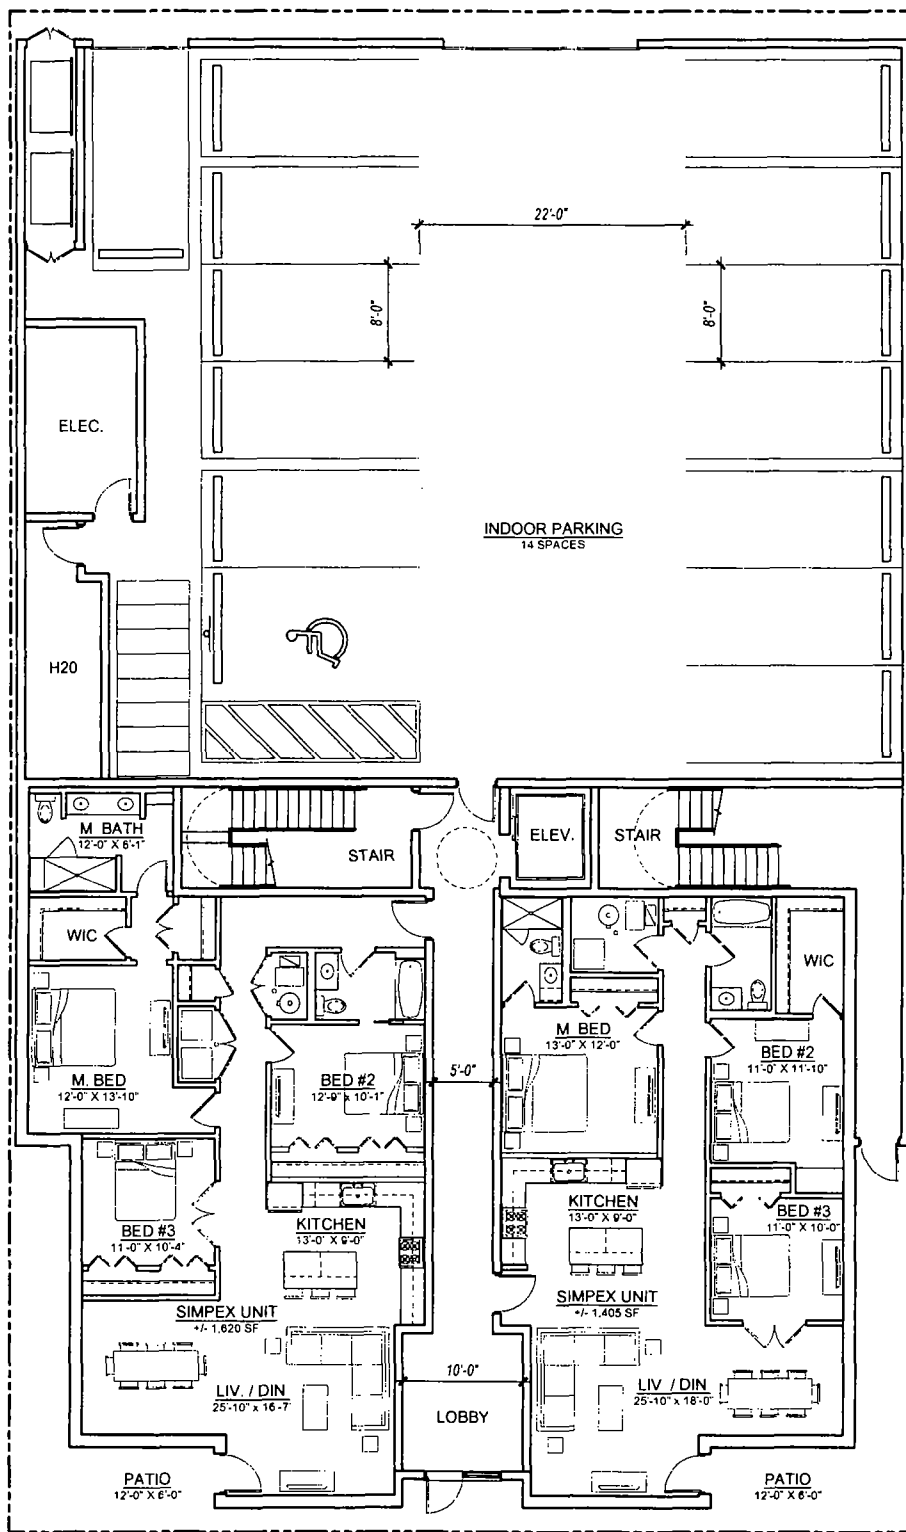 22'-0"
8'-0"
8'-0"
ELEC.
INDOOR PARKING
14 SPACES
H20
M BATH
12'-0" X 6'-1"
STAIR
ELEV.
STAIR
WIC
WIC
M. BED
12'-0" X 13'-10"
BED #2
12'-9" X 10'-1"
5'-0"
M. BED
13'-0" X 12'-0"
BED #2
11'-0" X 11'-10"
BED #3
11'-0" X 10'-4"
KITCHEN
13'-0" X 9'-0"
KITCHEN
13'-0" X 9'-0"
BED #3
11'-0" X 10'-0"
SIMPEX UNIT
+/- 1,620 SF
SIMPEX UNIT
+/- 1,405 SF
LIV. / DIN
25'-10" x 16'-7"
10'-0"
LOBBY
LIV. / DIN
25'-10" x 18'-0"
PATIO
12'-0" X 6'-0"
PATIO
12'-0" X 6'-0"